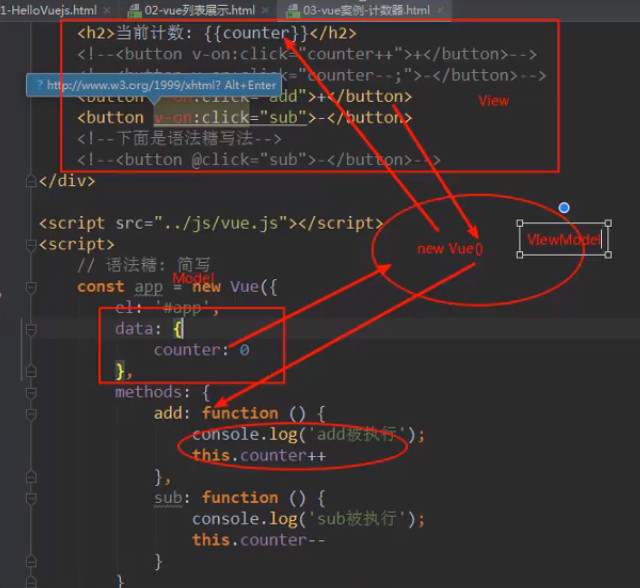 1-HelloVuejs.html × 02-vue列表展示.html × 03-vue案例-计数器.html ×
<h2>当前计数: {{counter}}</h2>
<!--<button v-on:click="counter++">+</button>-->
<!--<button v-on:click="counter--;">-</button>-->
? http://www.w3.org/1999/xhtml? Alt+Enter
<button v-on:click="add">+</button>
View
<button v-on:click="sub">-</button>
<!--下面是语法糖写法-->
<!--<button @click="sub">-</button>-->
</div>
<script src="../js/vue.js"></script>
<script>
new Vue()
ViewModel
// 语法糖: 简写
Model
const app = new Vue({
el: '#app',
data: {
counter: 0
},
methods: {
add: function () {
console.log('add被执行');
this.counter++
},
sub: function () {
console.log('sub被执行');
this.counter--
}
}